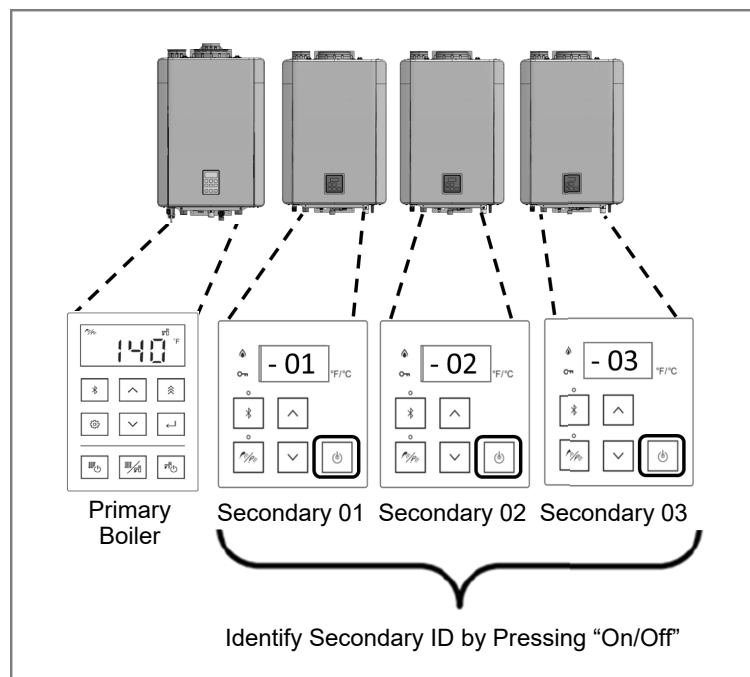 140 °F
- 01 °F/°C
- 02 °F/°C
- 03 °F/°C
Primary
Boiler
Secondary 01
Secondary 02
Secondary 03
Identify Secondary ID by Pressing “On/Off”